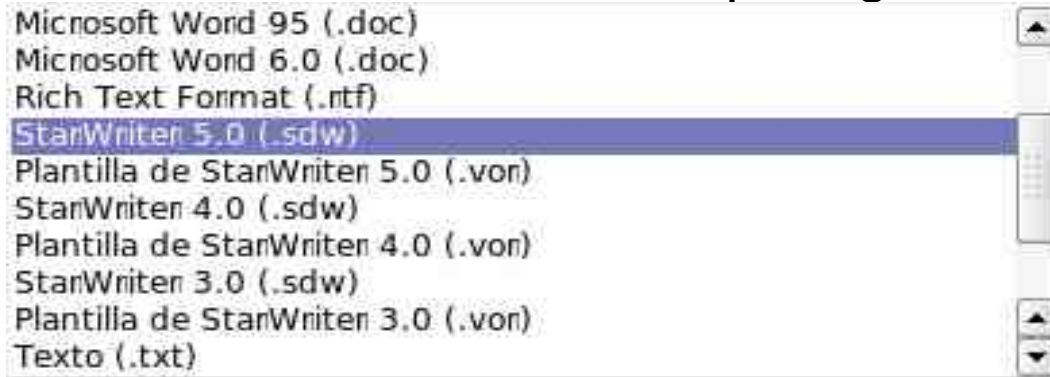 Microsoft Word 95 (.doc)
Microsoft Word 6.0 (.doc)
Rich Text Format (.rtf)
StarWriter 5.0 (.sdw)
Plantilla de StarWriter 5.0 (.vor)
StarWriter 4.0 (.sdw)
Plantilla de StarWriter 4.0 (.vor)
StarWriter 3.0 (.sdw)
Plantilla de StarWriter 3.0 (.vor)
Texto (.txt)